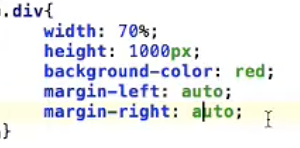 .div{
width: 70%;
height: 1000px;
background-color: red;
margin-left: auto;
margin-right: auto;
}